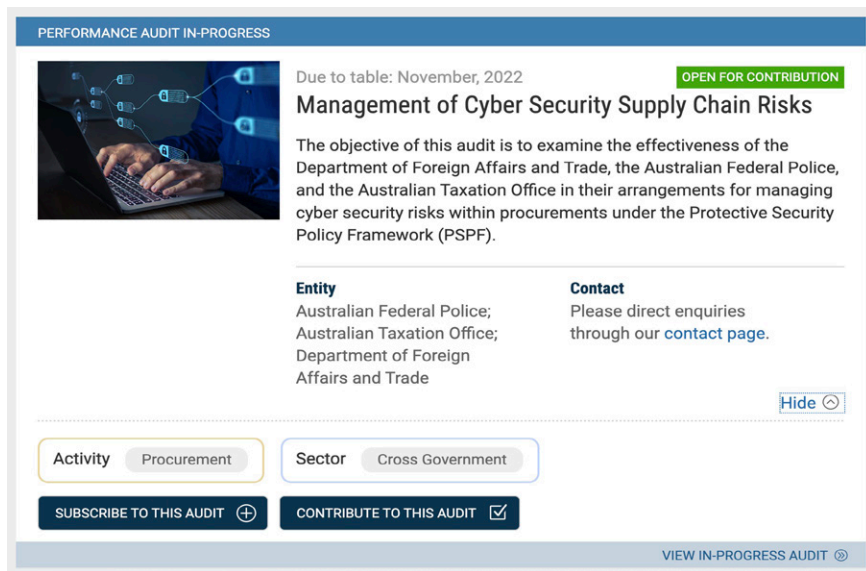 PERFORMANCE AUDIT IN-PROGRESS
Due to table: November, 2022
OPEN FOR CONTRIBUTION
Management of Cyber Security Supply Chain Risks
The objective of this audit is to examine the effectiveness of the
Department of Foreign Affairs and Trade, the Australian Federal Police,
and the Australian Taxation Office in their arrangements for managing
cyber security risks within procurements under the Protective Security
Policy Framework (PSPF).
Entity
Australian Federal Police;
Australian Taxation Office;
Department of Foreign
Affairs and Trade
Contact
Please direct enquiries
through our contact page.
Hide
Activity Procurement
Sector Cross Government
SUBSCRIBE TO THIS AUDIT
CONTRIBUTE TO THIS AUDIT
VIEW IN-PROGRESS AUDIT